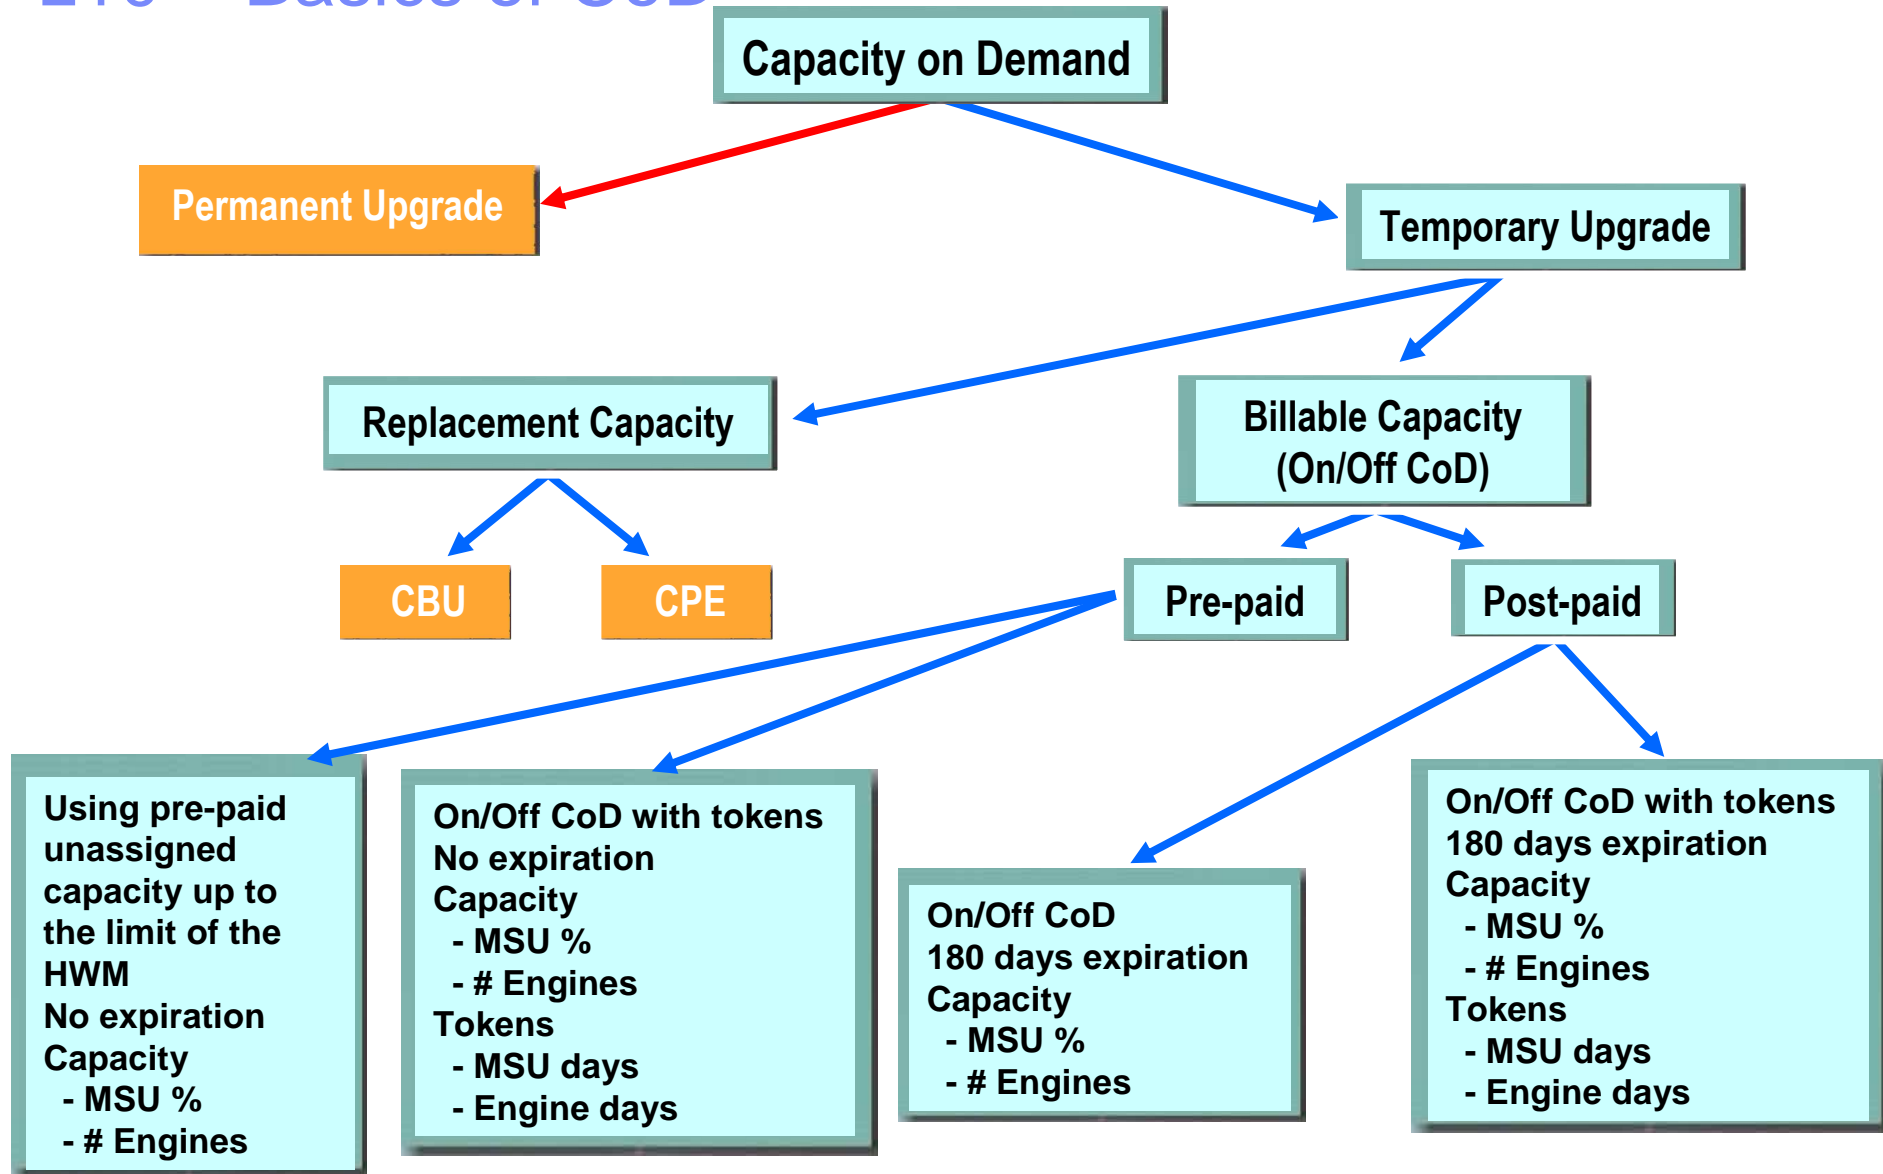 Basics of CoD
Capacity on Demand
Permanent Upgrade
Temporary Upgrade
Replacement Capacity
Billable Capacity
(On/Off CoD)
CBU
CPE
Pre-paid
Post-paid
Using pre-paid
unassigned
capacity up to
the limit of the
HWM
No expiration
Capacity
- MSU %
- # Engines
On/Off CoD with tokens
No expiration
Capacity
- MSU %
- # Engines
Tokens
- MSU days
- Engine days
On/Off CoD
180 days expiration
Capacity
- MSU %
- # Engines
On/Off CoD with tokens
180 days expiration
Capacity
- MSU %
- # Engines
Tokens
- MSU days
- Engine days